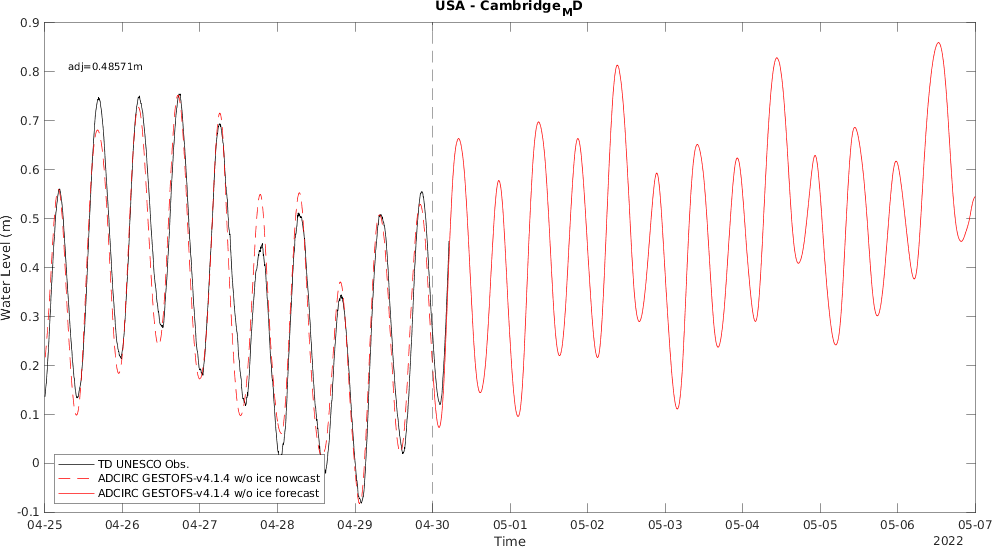 USA - Cambridge_MD
0.9
0.8
0.7
0.6
0.5
0.4
0.3
0.2
0.1
0
-0.1
Water Level (m)
adj=0.48571m
TD UNESCO Obs.
ADCIRC GESTOFS-v4.1.4 w/o ice nowcast
ADCIRC GESTOFS-v4.1.4 w/o ice forecast
04-25 04-26 04-27 04-28 04-29 04-30 05-01 05-02 05-03 05-04 05-05 05-06 05-07
Time
2022